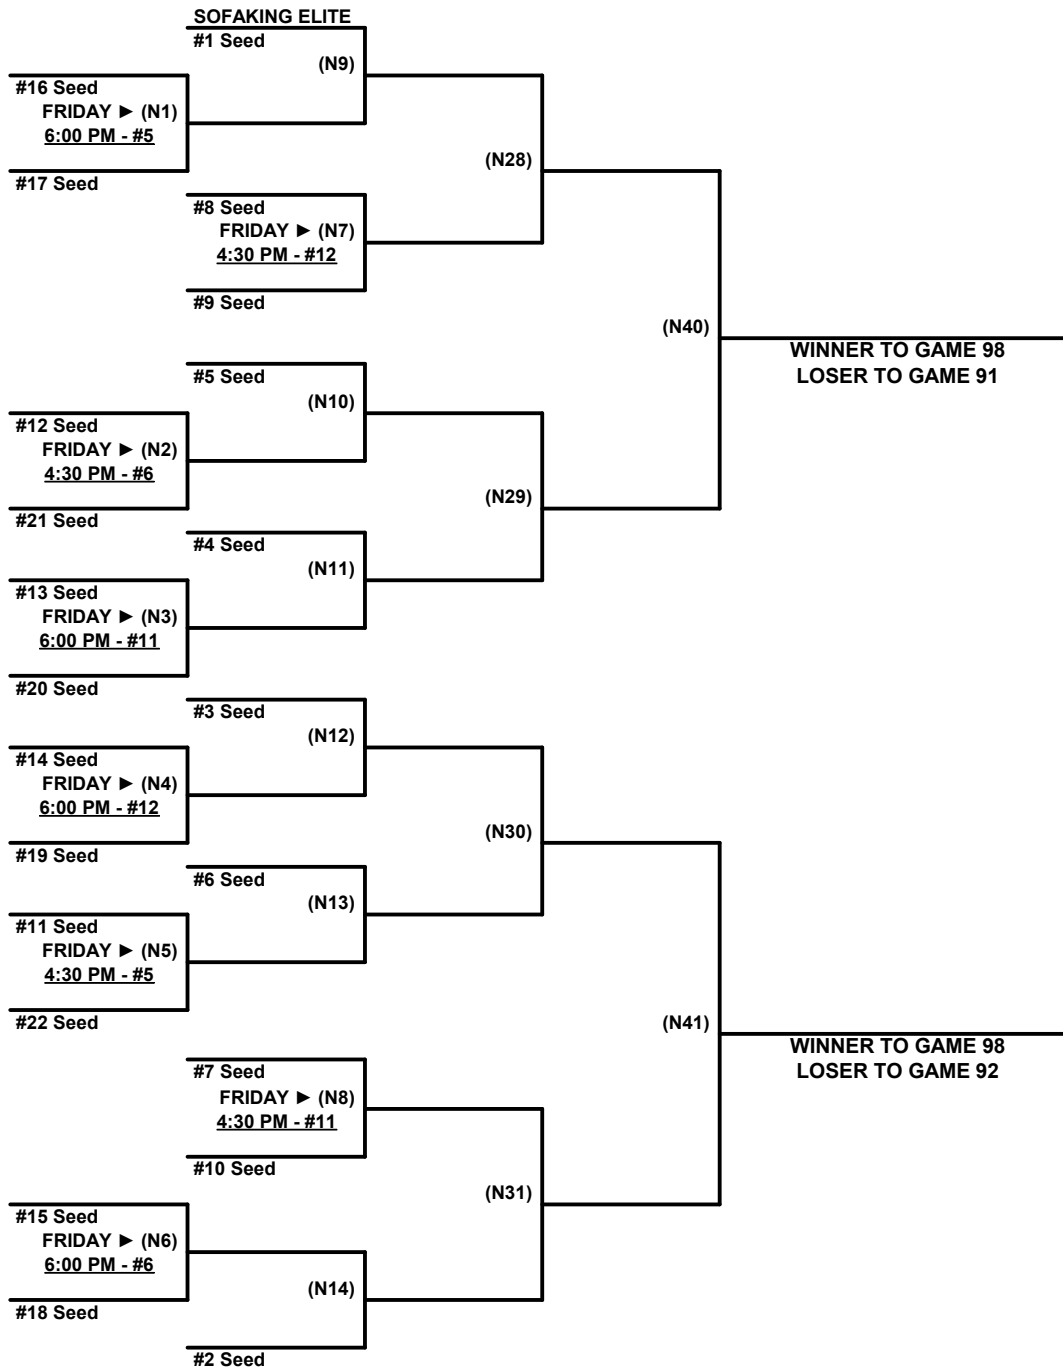 SOFAKING ELITE
#1 Seed
(N9)
#16 Seed
FRIDAY ► (N1)
6:00 PM - #5
#17 Seed
(N28)
#8 Seed
FRIDAY ► (N7)
4:30 PM - #12
#9 Seed
(N40)
WINNER TO GAME 98
LOSER TO GAME 91
#5 Seed
(N10)
#12 Seed
FRIDAY ► (N2)
4:30 PM - #6
#21 Seed
(N29)
#4 Seed
(N11)
#13 Seed
FRIDAY ► (N3)
6:00 PM - #11
#20 Seed
#3 Seed
(N12)
#14 Seed
FRIDAY ► (N4)
6:00 PM - #12
#19 Seed
(N30)
#6 Seed
(N13)
#11 Seed
FRIDAY ► (N5)
4:30 PM - #5
#22 Seed
(N41)
WINNER TO GAME 98
LOSER TO GAME 92
#7 Seed
FRIDAY ► (N8)
4:30 PM - #11
#10 Seed
(N31)
#15 Seed
FRIDAY ► (N6)
6:00 PM - #6
#18 Seed
(N14)
#2 Seed